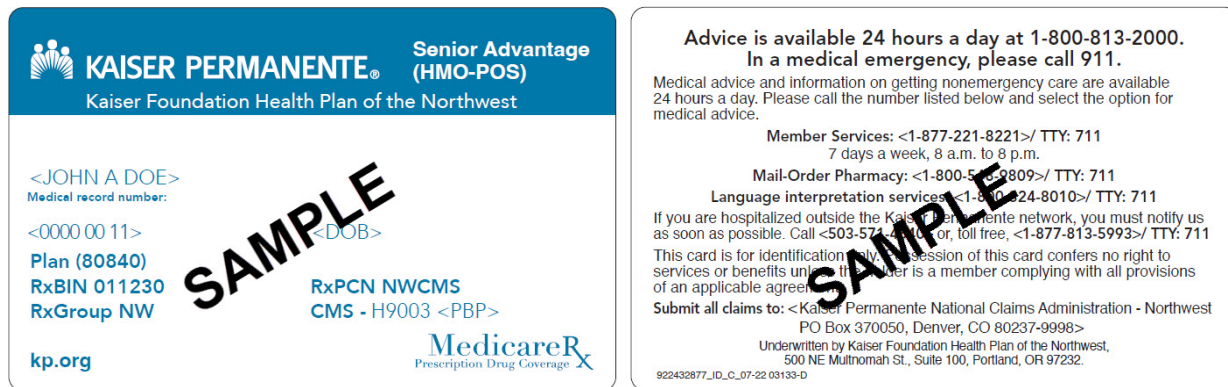 KAISER PERMANENTE®
Senior Advantage
(HMO-POS)
Kaiser Foundation Health Plan of the Northwest
<JOHN A DOE>
Medical record number:
<0000 00 11>
<DOB>
Plan (80840)
RxBIN 011230
RxPCN NWCMS
RxGroup NW
CMS - H9003 <PBP>
kp.org
MedicareRx
Prescription Drug Coverage
SAMPLE
Advice is available 24 hours a day at 1-800-813-2000.
In a medical emergency, please call 911.
Medical advice and information on getting nonemergency care are available
24 hours a day. Please call the number listed below and select the option for
medical advice.
Member Services: <1-877-221-8221>/ TTY: 711
7 days a week, 8 a.m. to 8 p.m.
Mail-Order Pharmacy: / TTY: 711
Language interpretation services: / TTY: 711
If you are hospitalized outside the Kaiser Permanente network, you must notify us
as soon as possible. Call or, toll free, <1-877-813-5993>/ TTY: 711
This card is for identification only. Possession of this card confers no right to
services or benefits unless the holder is a member complying with all provisions
of an applicable agreement.
Submit all claims to: <Kaiser Permanente National Claims Administration - Northwest
PO Box 370050, Denver, CO 80237-9998>
Underwritten by Kaiser Foundation Health Plan of the Northwest,
500 NE Multnomah St., Suite 100, Portland, OR 97232.
922432877_ID_C_07-22 03133-D
SAMPLE